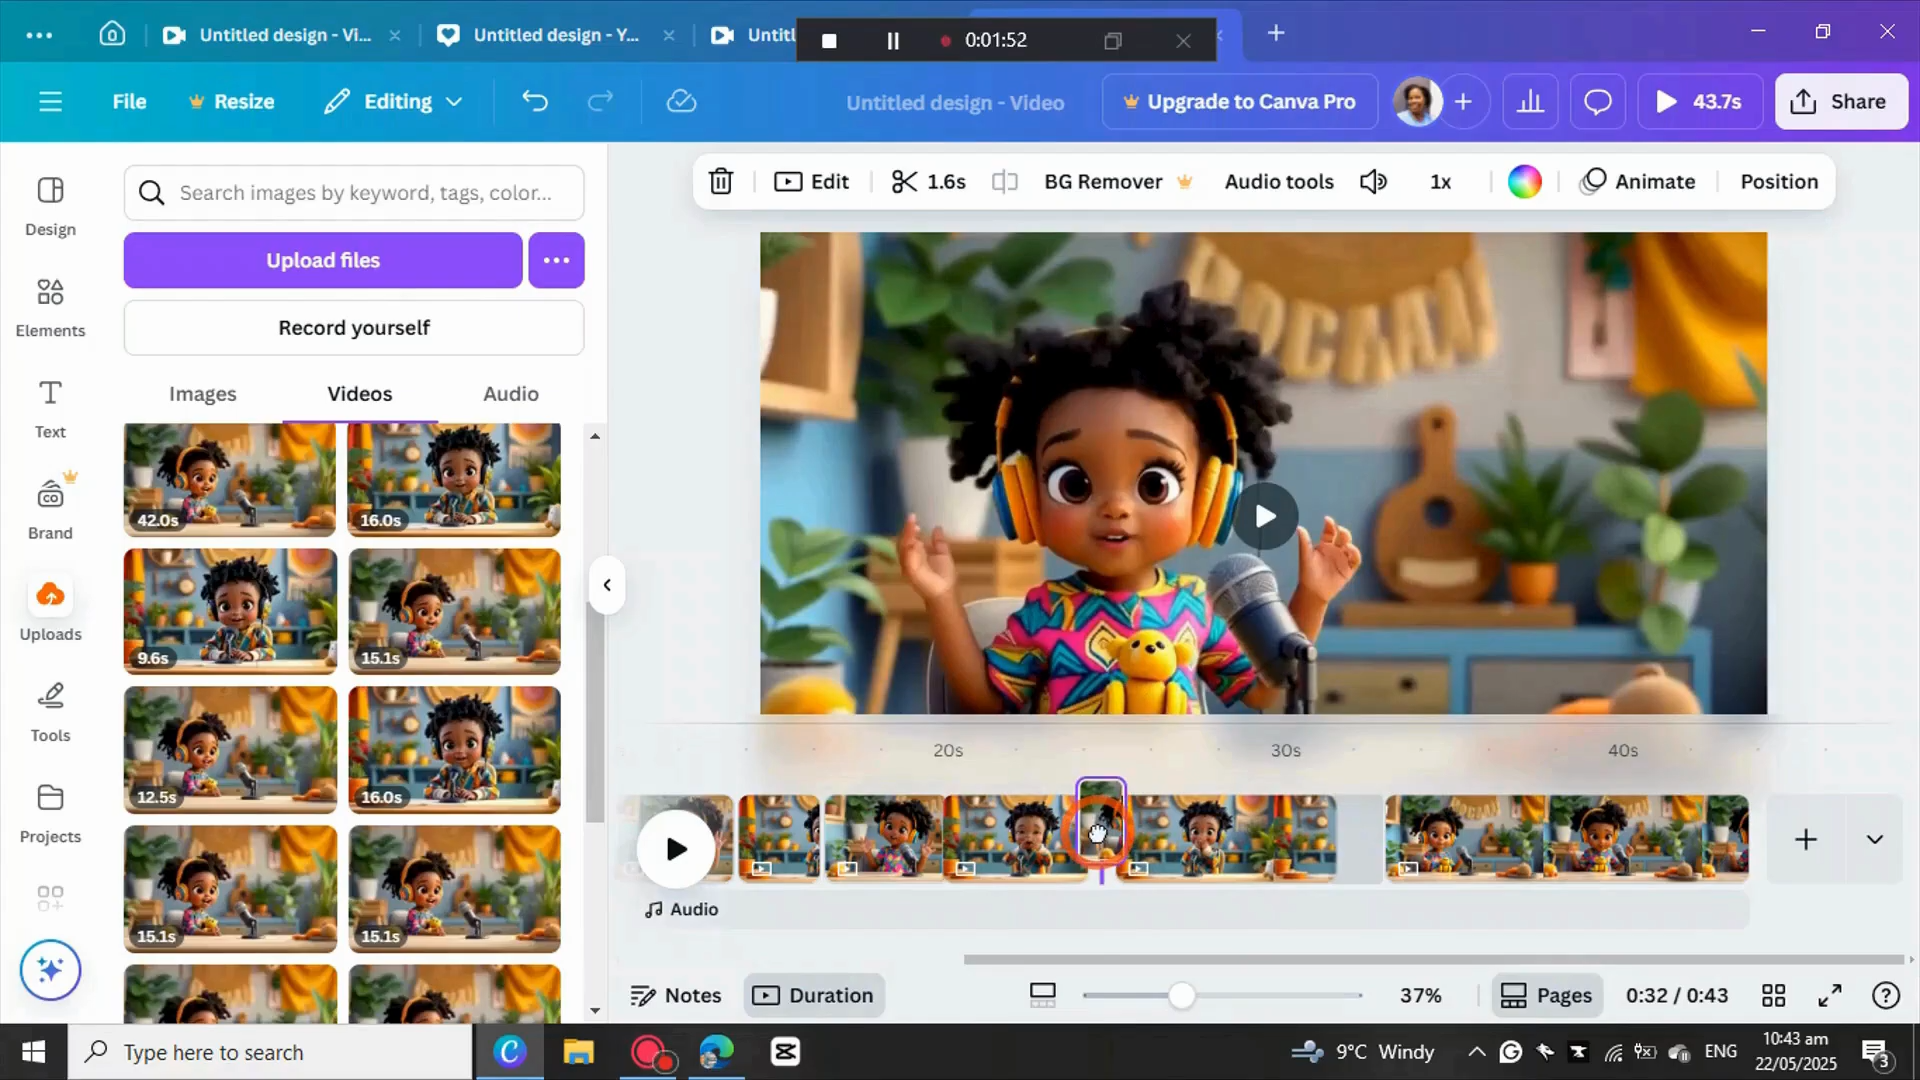 Untitled design - Vi...
Untitled design - Y...
Untitl
0:01:52
File
Resize
Editing
Untitled design - Video
Upgrade to Canva Pro
43.7s
Share
Design
Elements
Text
Brand
Uploads
Tools
Projects
Search images by keyword, tags, color...
Upload files
Record yourself
Images
Videos
Audio
42.0s
16.0s
9.6s
15.1s
12.5s
16.0s
15.1s
15.1s
Edit
1.6s
BG Remover
Audio tools
1x
Animate
Position
20s
30s
40s
Audio
Notes
Duration
37%
Pages
0:32 / 0:43
Type here to search
9°C Windy
ENG
10:43 am
22/05/2025
3